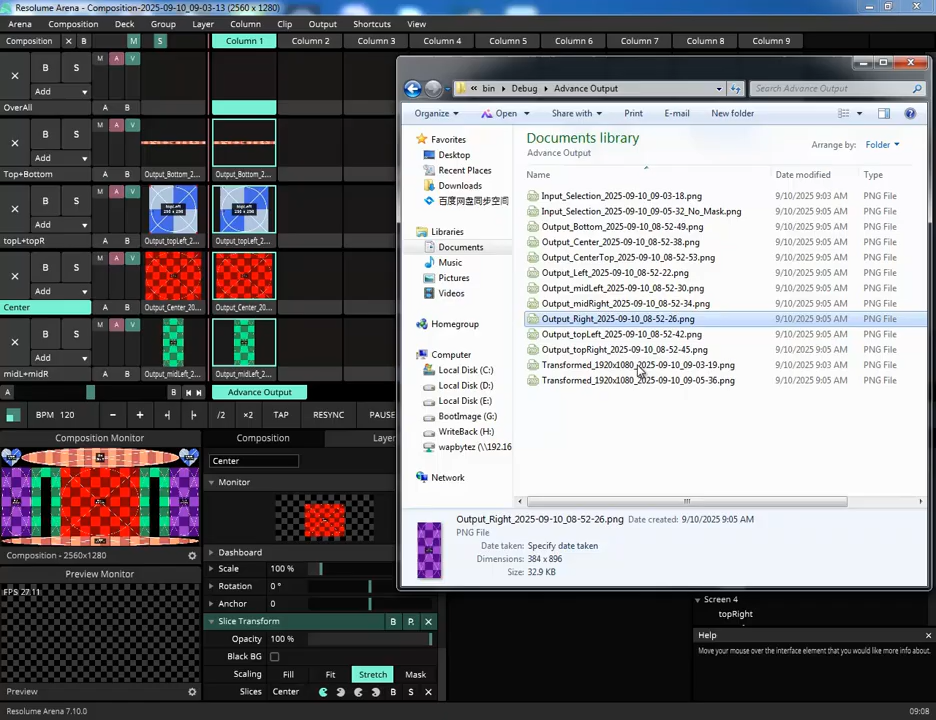 Resolume Arena - Composition-2025-09-10_09-03-13 (2560 x 1280)
Arena Composition Deck Group Layer Column Clip Output Shortcuts View
Composition × B M S Column 1 Column 2 Column 3 Column 4 Column 5 Column 6 Column 7 Column 8 Column 9
B S M A V
Add
OverAll A B
B S M A V
Add
Top+Bottom A B Output_Bottom_2... Output_Bottom_2...
B S M A V
Add
topL+topR A B Output_topLeft_2... Output_topLeft_2...
B S M A V
Add
Center A B Output_Center_20... Output_Center_20...
B S M A V
Add
midL+midR A B Output_midLeft_2... Output_midLeft_2...
A B Advance Output
BPM 120 − + /2 ×2 TAP RESYNC PAUSE
Composition Monitor
Composition - 2560x1280
Preview Monitor
FPS 27.11
Preview
Composition Laye
Center
Monitor
Dashboard
Scale 100 %
Rotation 0 °
Anchor 0
Slice Transform B P. ×
Opacity 100 %
Black BG
Scaling Fill Fit Stretch Mask
Slices Center B S ×
bin Debug Advance Output
Search Advance Output
Organize Open Share with Print E-mail New folder
Favorites
Desktop
Recent Places
Downloads
百度网盘同步空间
Libraries
Documents
Music
Pictures
Videos
Homegroup
Computer
Local Disk (C:)
Local Disk (D:)
Local Disk (E:)
BootImage (G:)
WriteBack (H:)
wapbytez (\\192.16
Network
Documents library
Advance Output
Arrange by: Folder
Name Date modified Type
Input_Selection_2025-09-10_09-03-18.png 9/10/2025 9:03 AM PNG File
Input_Selection_2025-09-10_09-05-32_No_Mask.png 9/10/2025 9:05 AM PNG File
Output_Bottom_2025-09-10_08-52-49.png 9/10/2025 9:05 AM PNG File
Output_Center_2025-09-10_08-52-38.png 9/10/2025 9:05 AM PNG File
Output_CenterTop_2025-09-10_08-52-53.png 9/10/2025 9:05 AM PNG File
Output_Left_2025-09-10_08-52-22.png 9/10/2025 9:05 AM PNG File
Output_midLeft_2025-09-10_08-52-30.png 9/10/2025 9:05 AM PNG File
Output_midRight_2025-09-10_08-52-34.png 9/10/2025 9:05 AM PNG File
Output_Right_2025-09-10_08-52-26.png 9/10/2025 9:05 AM PNG File
Output_topLeft_2025-09-10_08-52-42.png 9/10/2025 9:05 AM PNG File
Output_topRight_2025-09-10_08-52-45.png 9/10/2025 9:05 AM PNG File
Transformed_1920x1080_2025-09-10_09-03-19.png 9/10/2025 9:03 AM PNG File
Transformed_1920x1080_2025-09-10_09-05-36.png 9/10/2025 9:05 AM PNG File
Output_Right_2025-09-10_08-52-26.png Date created: 9/10/2025 9:05 AM
PNG File
Date taken: Specify date taken
Dimensions: 384 x 896
Size: 32.9 KB
Screen 4
topRight
Help
Move your mouse over the interface element that you would like more info about.
Resolume Arena 7.10.0
09:08